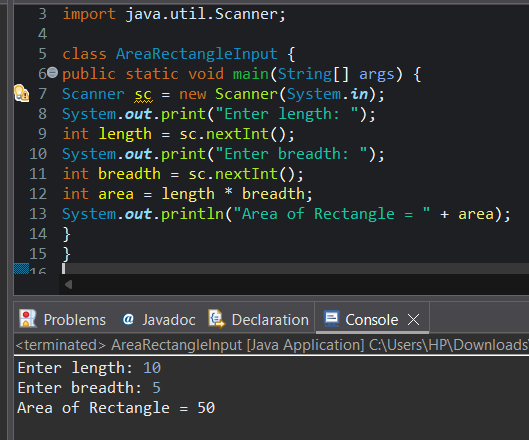 3 import java.util.Scanner;
4
5 class AreaRectangleInput {
6 public static void main(String[] args) {
7 Scanner sc = new Scanner(System.in);
8 System.out.print("Enter length: ");
9 int length = sc.nextInt();
10 System.out.print("Enter breadth: ");
11 int breadth = sc.nextInt();
12 int area = length * breadth;
13 System.out.println("Area of Rectangle = " + area);
14 }
15 }
16
Problems @ Javadoc Declaration Console
<terminated> AreaRectangleInput [Java Application] C:\Users\HP\Downloads\
Enter length: 10
Enter breadth: 5
Area of Rectangle = 50